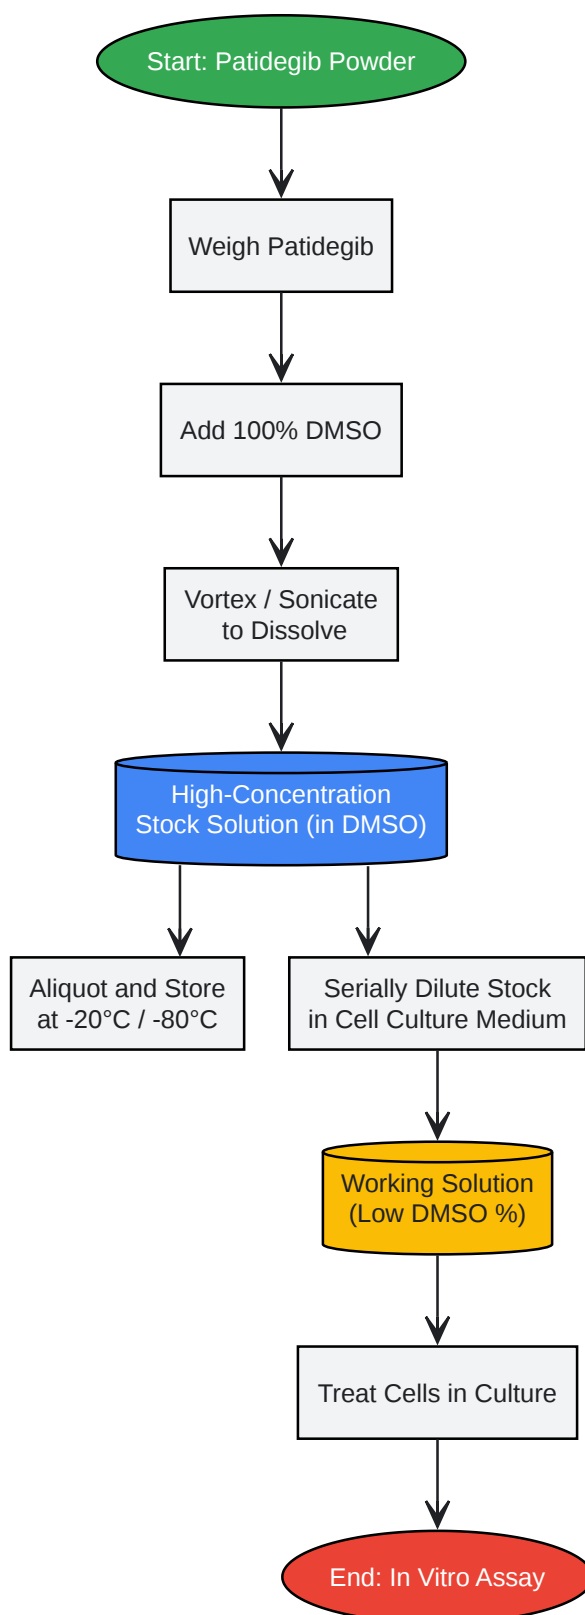 Start: Patidegib Powder
Weigh Patidegib
Add 100% DMSO
Vortex / Sonicate
to Dissolve
High-Concentration
Stock Solution (in DMSO)
Aliquot and Store
at -20°C / -80°C
Serially Dilute Stock
in Cell Culture Medium
Working Solution
(Low DMSO %)
Treat Cells in Culture
End: In Vitro Assay